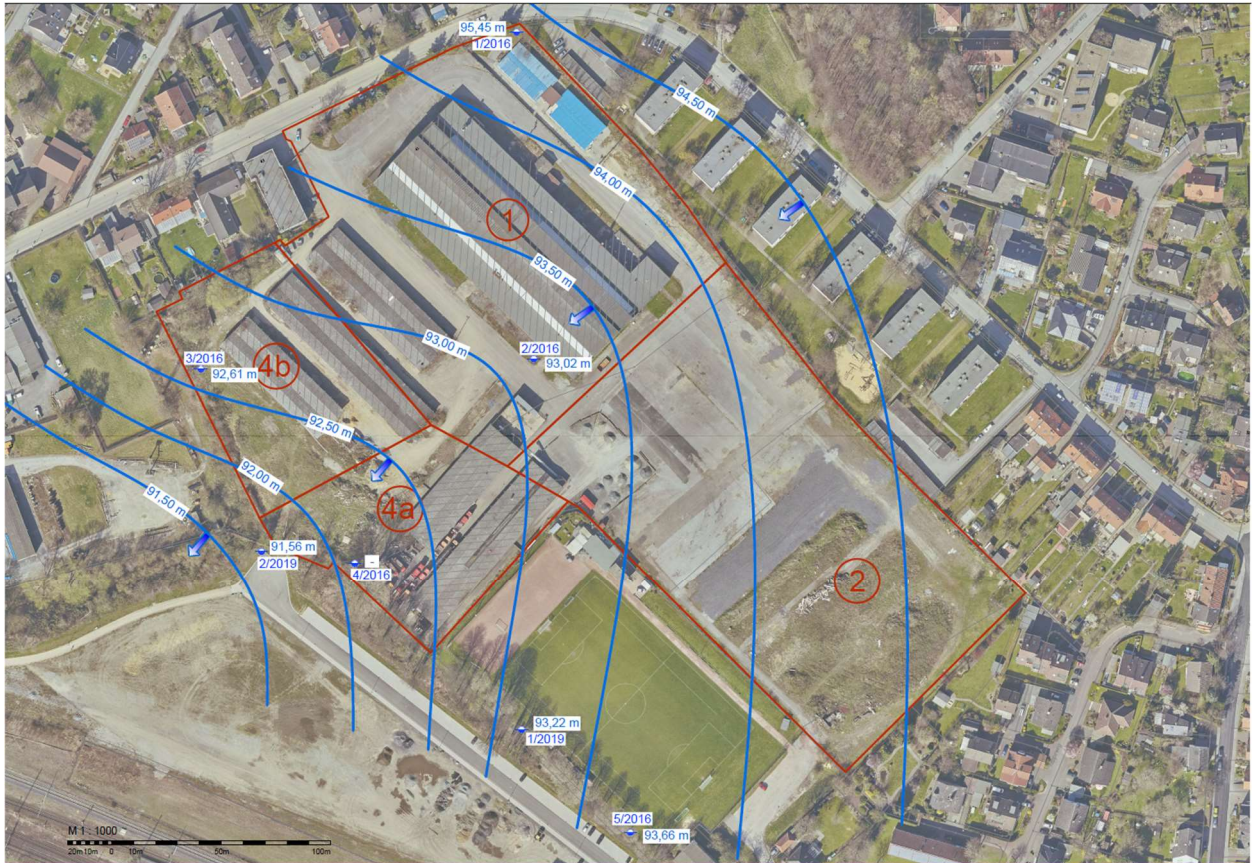 95,45 m
1/2016
94,50 m
94,00 m
1
93,50 m
93,00 m
2/2016
93,02 m
3/2016
92,61 m
4b
92,50 m
92,00 m
91,50 m
4a
91,56 m
2/2019
-
4/2016
2
93,22 m
1/2019
5/2016
93,66 m
M 1 : 1000
20m 10m 0 10m 50m 100m